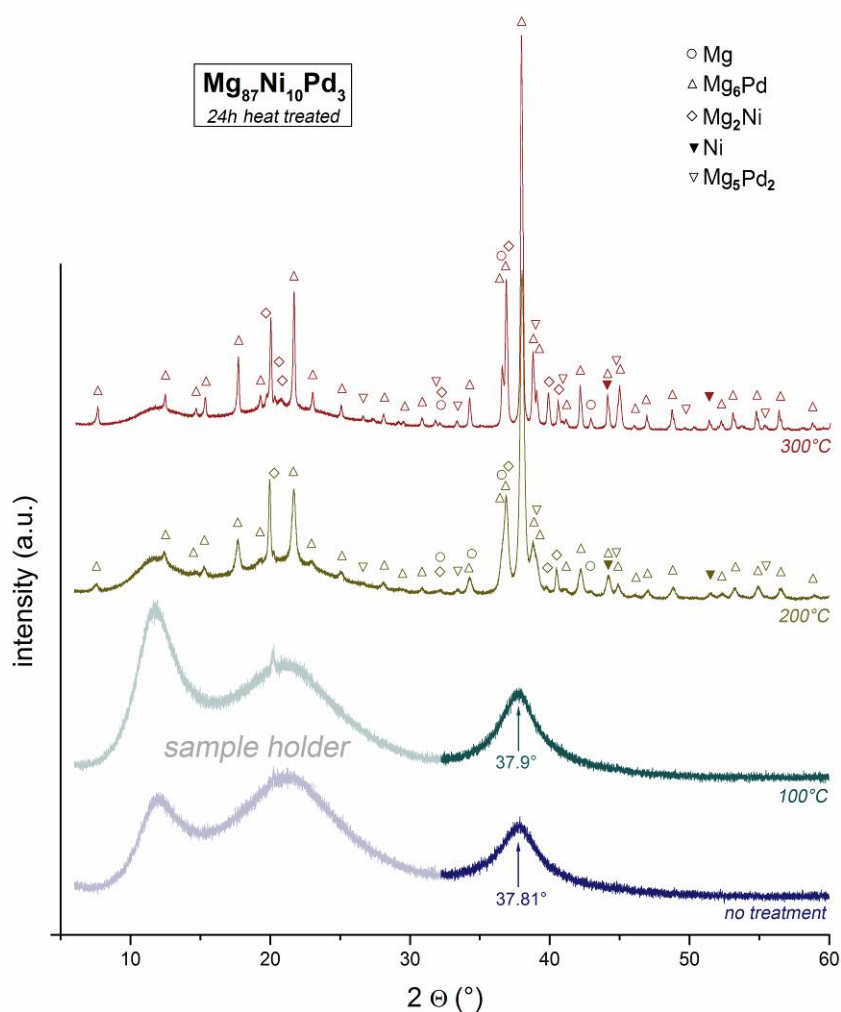 Mg₈₇Ni₁₀Pd₃
24h heat treated
Mg
Mg₆Pd
Mg₂Ni
Ni
Mg₅Pd₂
300°C
200°C
sample holder
37.9°
100°C
37.81°
no treatment
intensity (a.u.)
10 20 30 40 50 60
2 Θ (°)